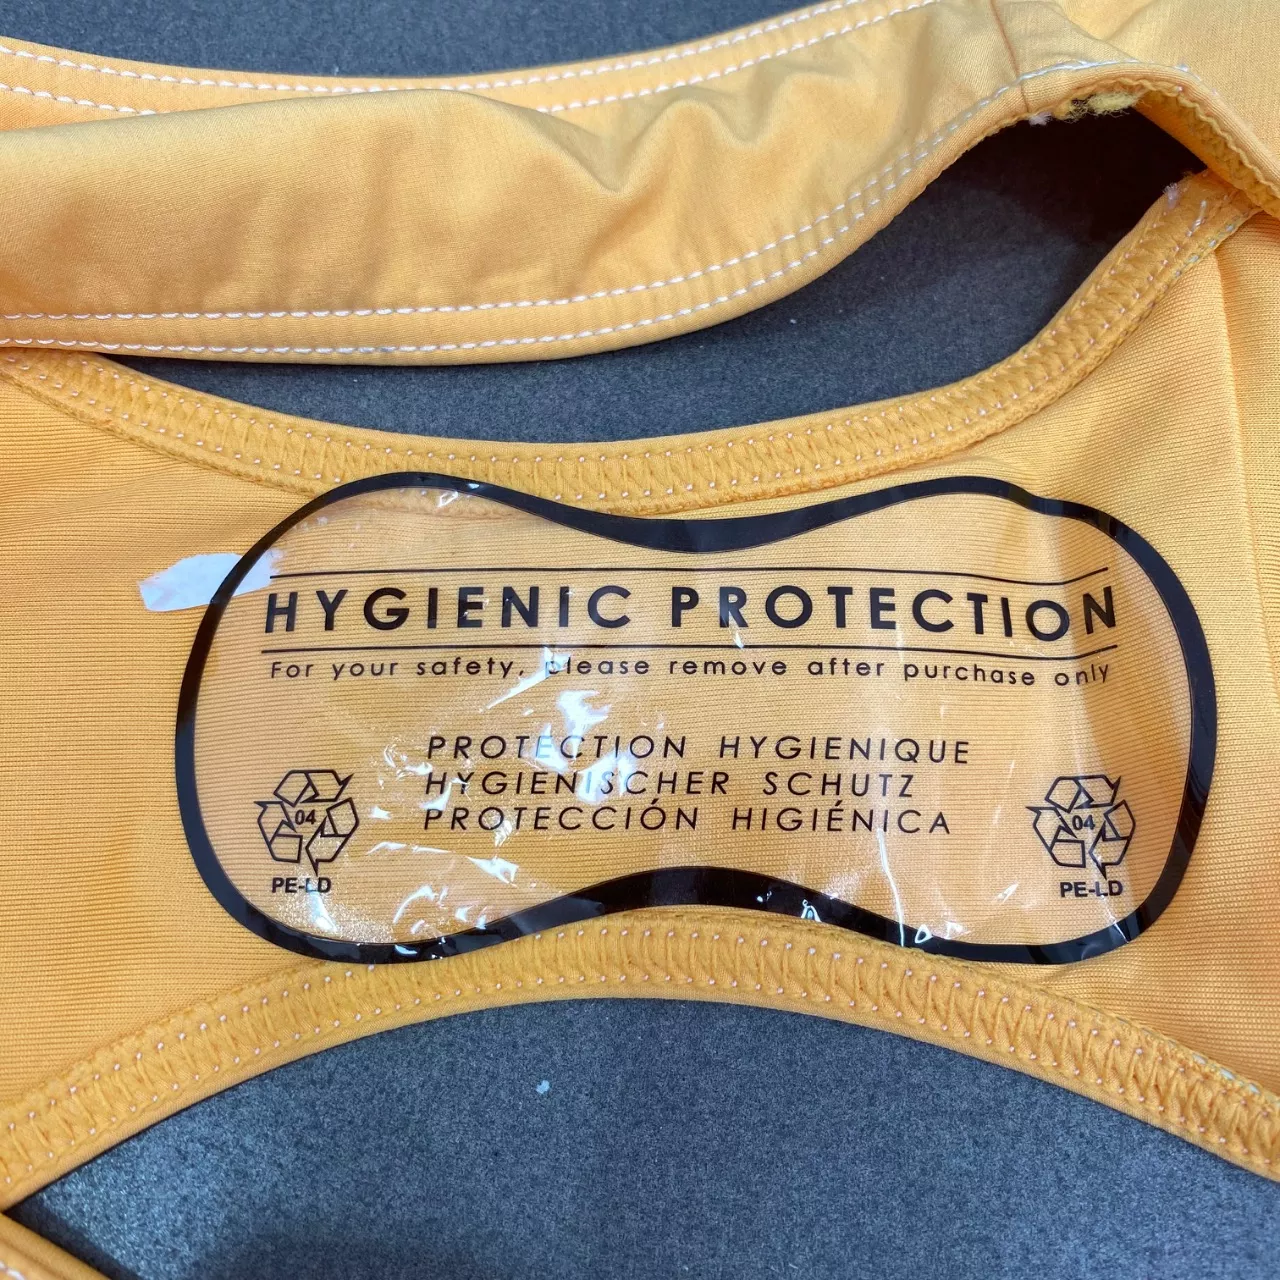 HYGIENIC PROTECTION
For your safety, please remove after purchase only
PROTECTION HYGIENIQUE
HYGIENISCHER SCHUTZ
PROTECCIÓN HIGIÉNICA
04
PE-LD
04
PE-LD